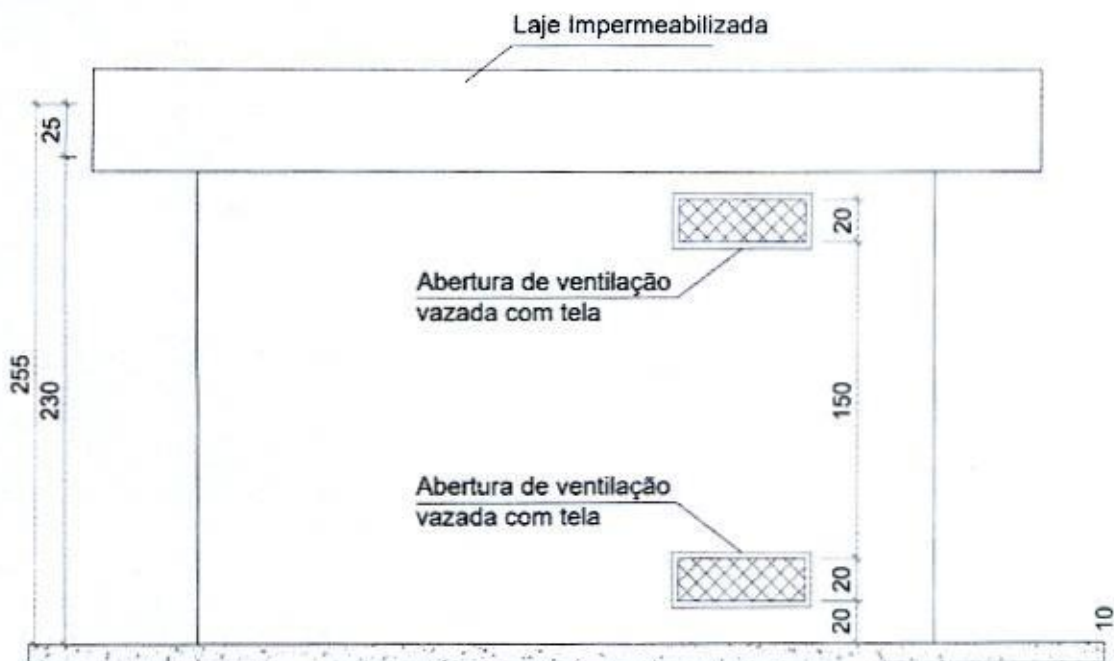 Laje Impermeabilizada
25
20
Abertura de ventilação
vazada com tela
255
230
150
Abertura de ventilação
vazada com tela
20
20
10